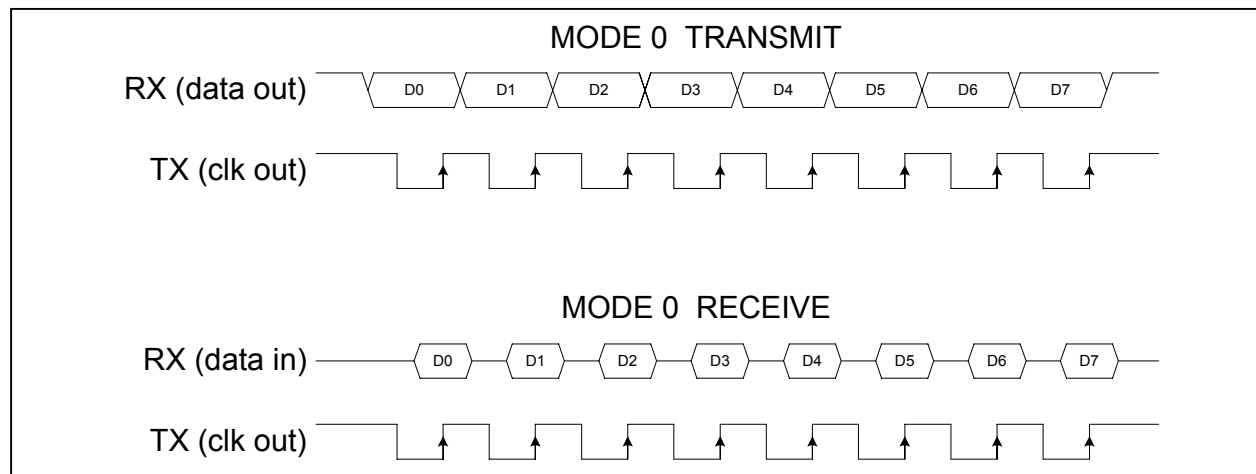 MODE 0 TRANSMIT
RX (data out)
D0 D1 D2 D3 D4 D5 D6 D7
TX (clk out)
MODE 0 RECEIVE
RX (data in)
D0 D1 D2 D3 D4 D5 D6 D7
TX (clk out)